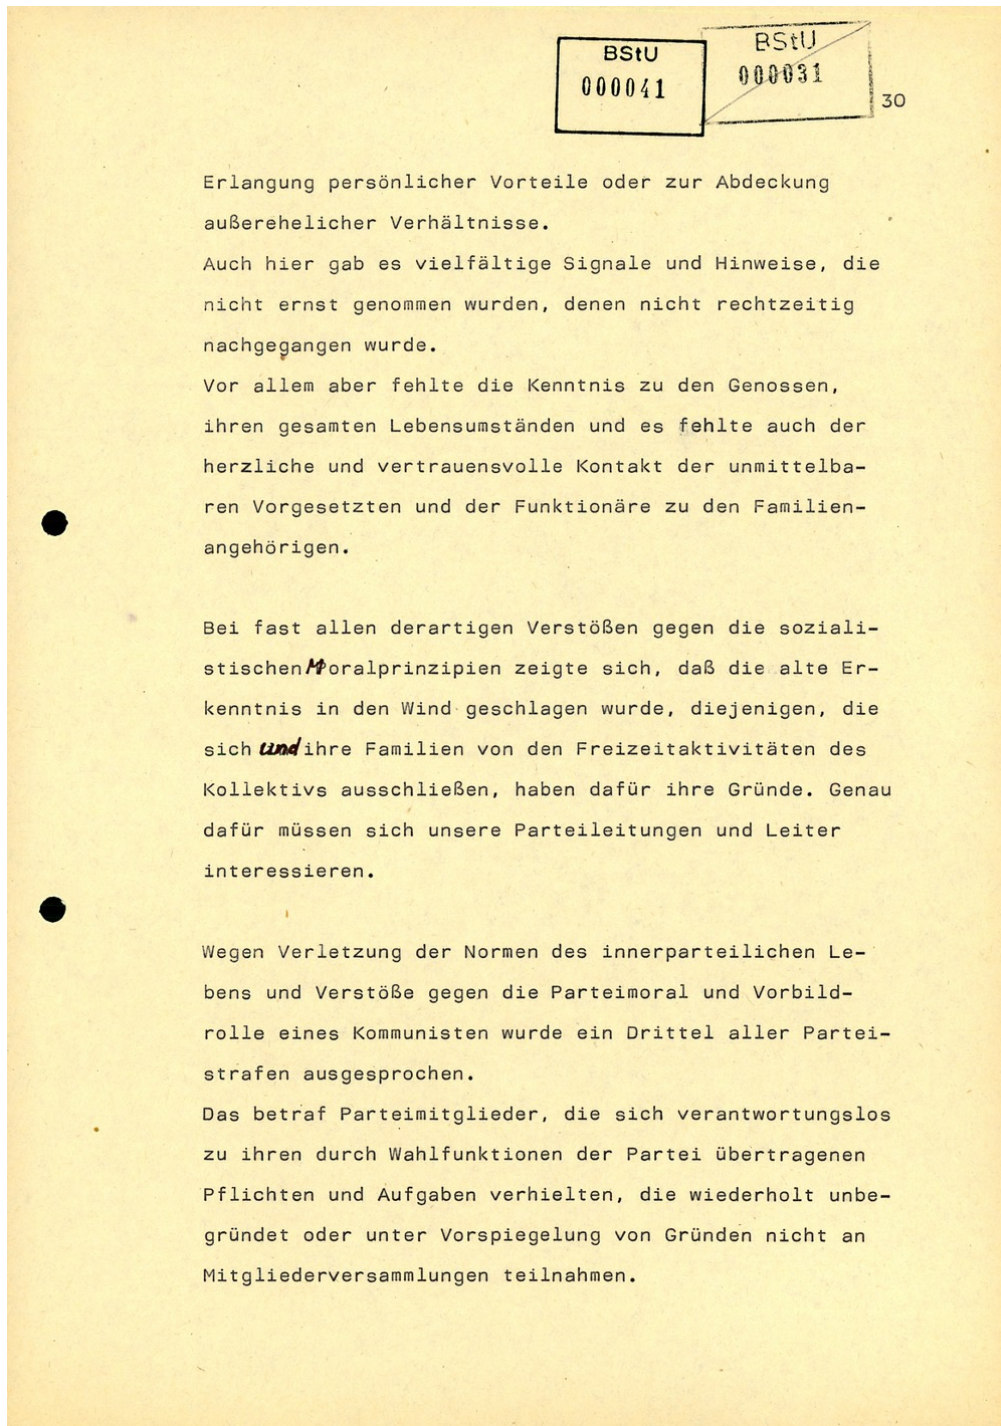 BStU
000041
BStU
000031
30
Erlangung persönlicher Vorteile oder zur Abdeckung
außerehelicher Verhältnisse.
Auch hier gab es vielfältige Signale und Hinweise, die
nicht ernst genommen wurden, denen nicht rechtzeitig
nachgegangen wurde.
Vor allem aber fehlte die Kenntnis zu den Genossen,
ihren gesamten Lebensumständen und es fehlte auch der
herzliche und vertrauensvolle Kontakt der unmittelba-
ren Vorgesetzten und der Funktionäre zu den Familien-
angehörigen.
Bei fast allen derartigen Verstößen gegen die soziali-
stischen Moralprinzipien zeigte sich, daß die alte Er-
kenntnis in den Wind geschlagen wurde, diejenigen, die
sich und ihre Familien von den Freizeitaktivitäten des
Kollektivs ausschließen, haben dafür ihre Gründe. Genau
dafür müssen sich unsere Parteileitungen und Leiter
interessieren.
Wegen Verletzung der Normen des innerparteilichen Le-
bens und Verstöße gegen die Parteimoral und Vorbild-
rolle eines Kommunisten wurde ein Drittel aller Partei-
strafen ausgesprochen.
Das betraf Parteimitglieder, die sich verantwortungslos
zu ihren durch Wahlfunktionen der Partei übertragenen
Pflichten und Aufgaben verhielten, die wiederholt unbe-
gründet oder unter Vorspiegelung von Gründen nicht an
Mitgliederversammlungen teilnahmen.